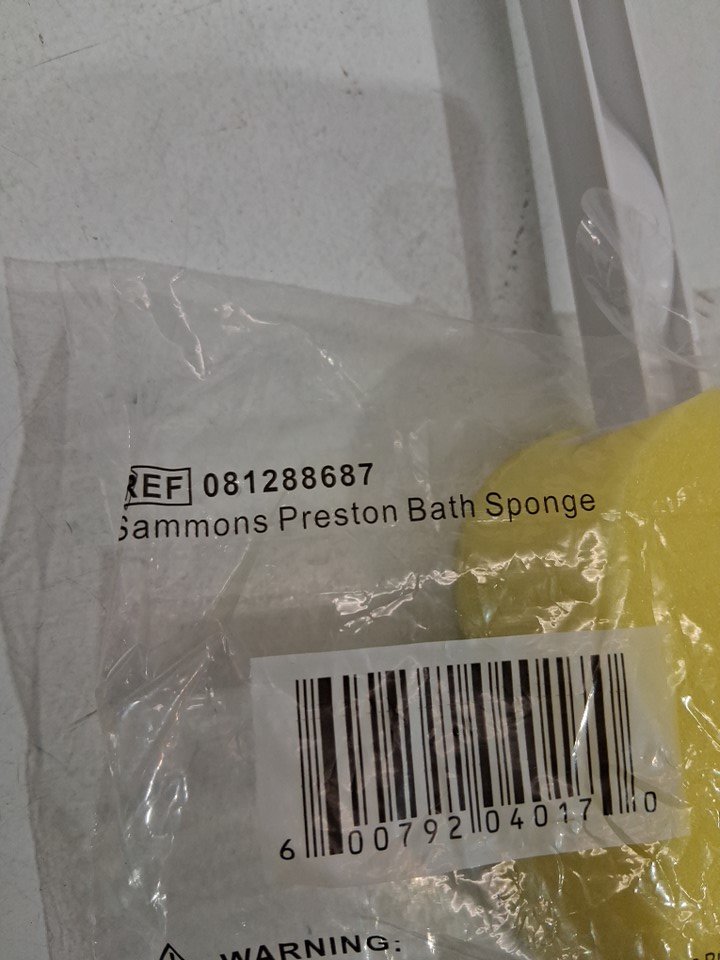 REF 081288687
Sammons Preston Bath Sponge
6 00792 04017 0
WARNING: